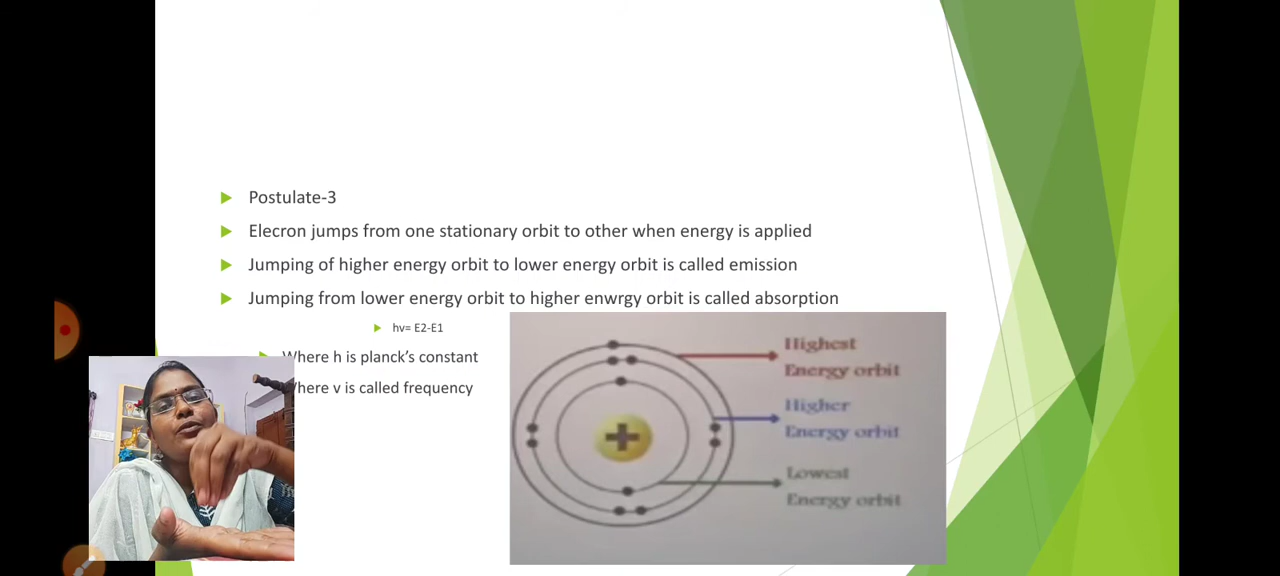 Postulate-3
Elecron jumps from one stationary orbit to other when energy is applied
Jumping of higher energy orbit to lower energy orbit is called emission
Jumping from lower energy orbit to higher enwrgy orbit is called absorption
hv= E2-E1
Where h is planck’s constant
here v is called frequency
Highest
Energy orbit
Higher
Energy orbit
Lowest
Energy orbit
+